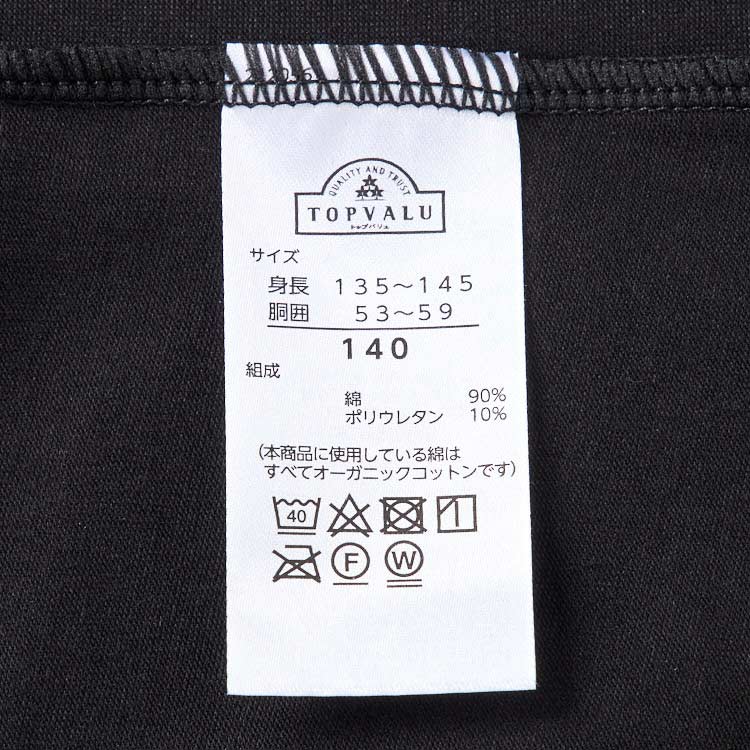 QUALITY AND TRUST
TOPVALU
トップバリュ
サイズ
身長 135～145
胴囲 53～59
140
組成
綿 90%
ポリウレタン 10%
(本商品に使用している綿は
すべてオーガニックコットンです)
40
F W